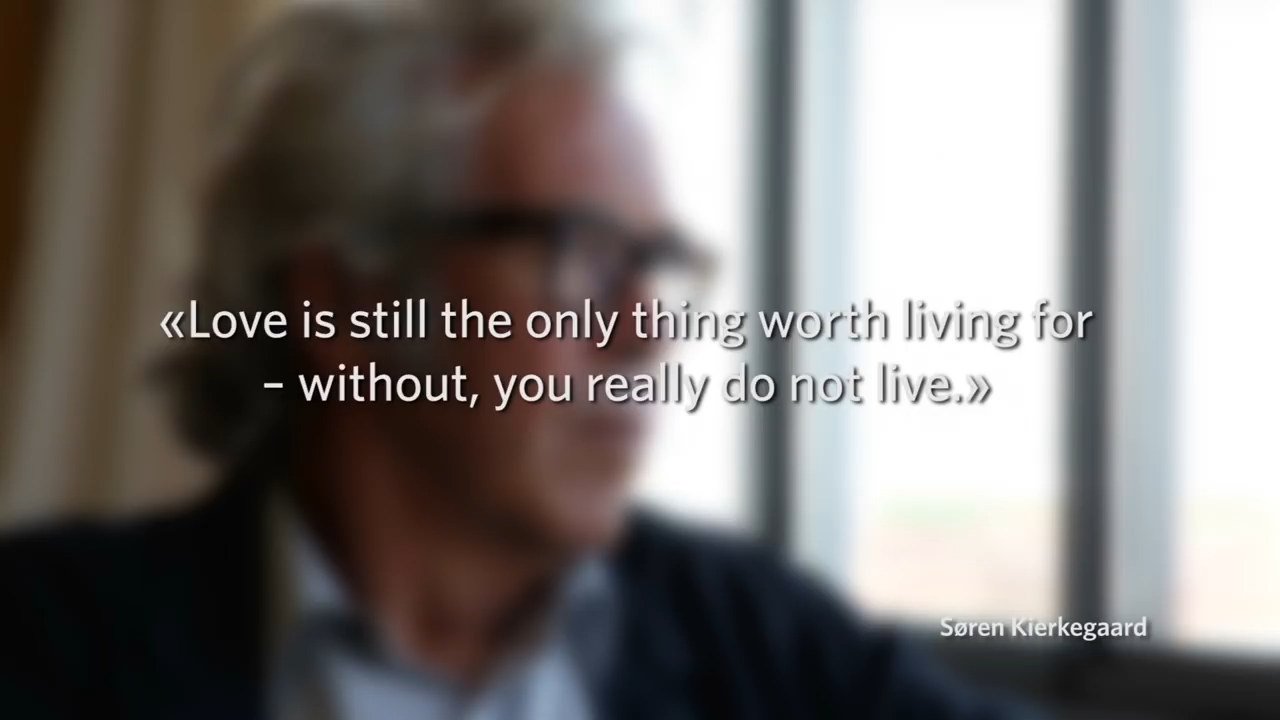 «Love is still the only thing worth living for
– without, you really do not live.»
Søren Kierkegaard